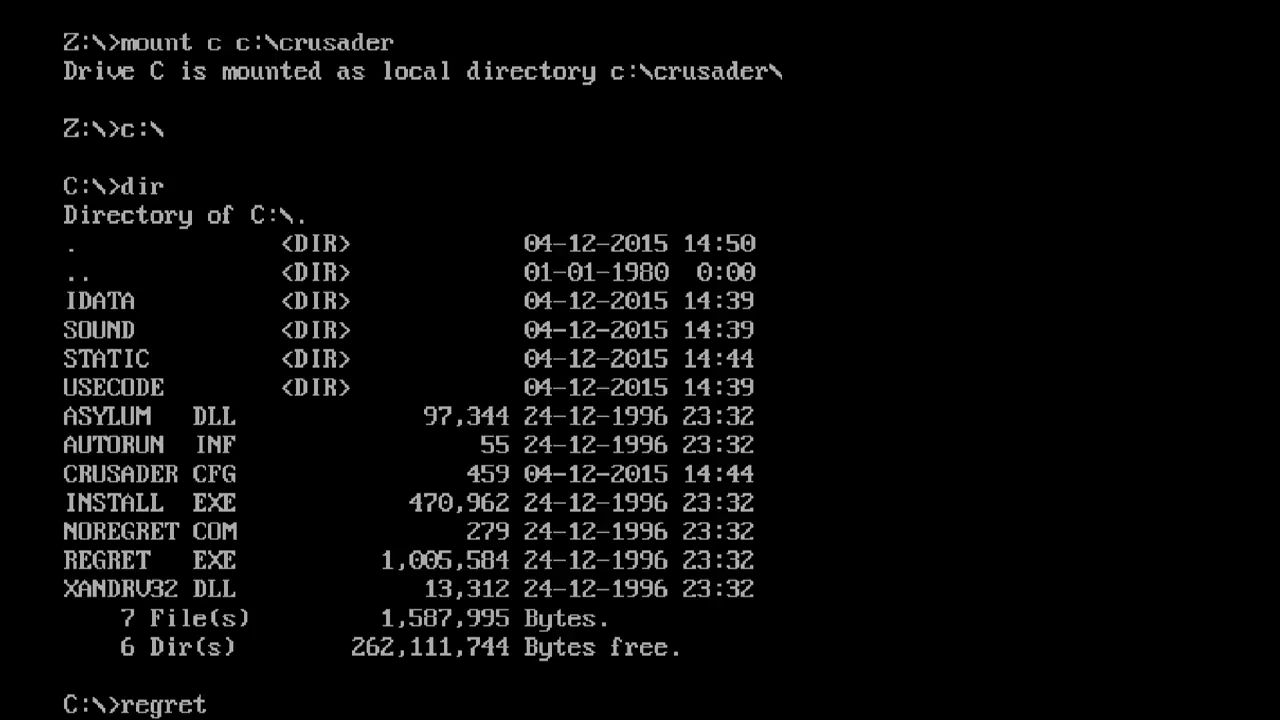 Z:\>mount c c:\crusader
Drive C is mounted as local directory c:\crusader\
Z:\>c:\
C:\>dir
Directory of C:\.
. <DIR> 04-12-2015 14:50
.. <DIR> 01-01-1980 0:00
IDATA <DIR> 04-12-2015 14:39
SOUND <DIR> 04-12-2015 14:39
STATIC <DIR> 04-12-2015 14:44
USECODE <DIR> 04-12-2015 14:39
ASYLUM DLL 97,344 24-12-1996 23:32
AUTORUN INF 55 24-12-1996 23:32
CRUSADER CFG 459 04-12-2015 14:44
INSTALL EXE 470,962 24-12-1996 23:32
NOREGRET COM 279 24-12-1996 23:32
REGRET EXE 1,005,584 24-12-1996 23:32
XANDRV32 DLL 13,312 24-12-1996 23:32
7 File(s) 1,587,995 Bytes.
6 Dir(s) 262,111,744 Bytes free.
C:\>regret